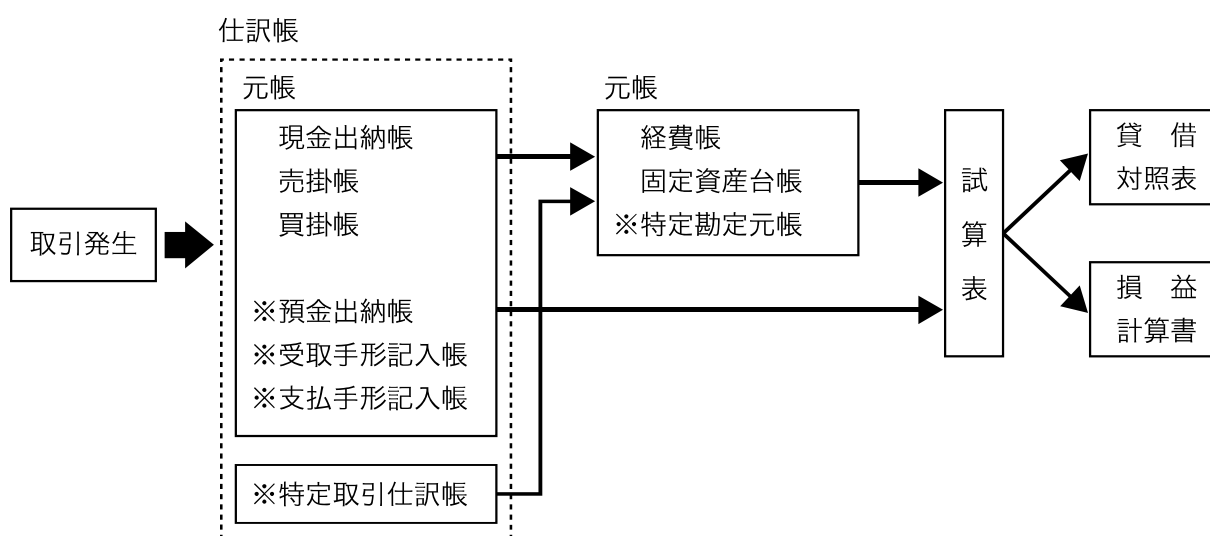 仕訳帳
元帳
現金出納帳
売掛帳
買掛帳
※預金出納帳
※受取手形記入帳
※支払手形記入帳
※特定取引仕訳帳
取引発生
元帳
経費帳
固定資産台帳
※特定勘定元帳
試
算
表
貸　借
対照表
損　益
計算書